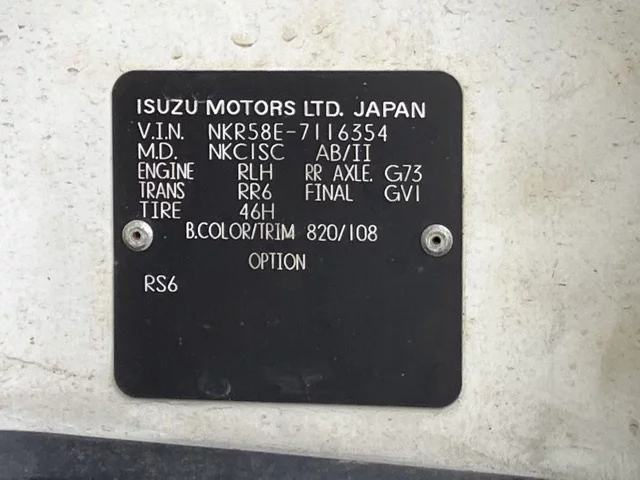 ISUZU MOTORS LTD. JAPAN
V.I.N. NKR58E-7116354
M.D. NKC1SC AB/II
ENGINE RLH RR AXLE. G73
TRANS RR6 FINAL GV1
TIRE 46H
B.COLOR/TRIM 820/108
OPTION
RS6